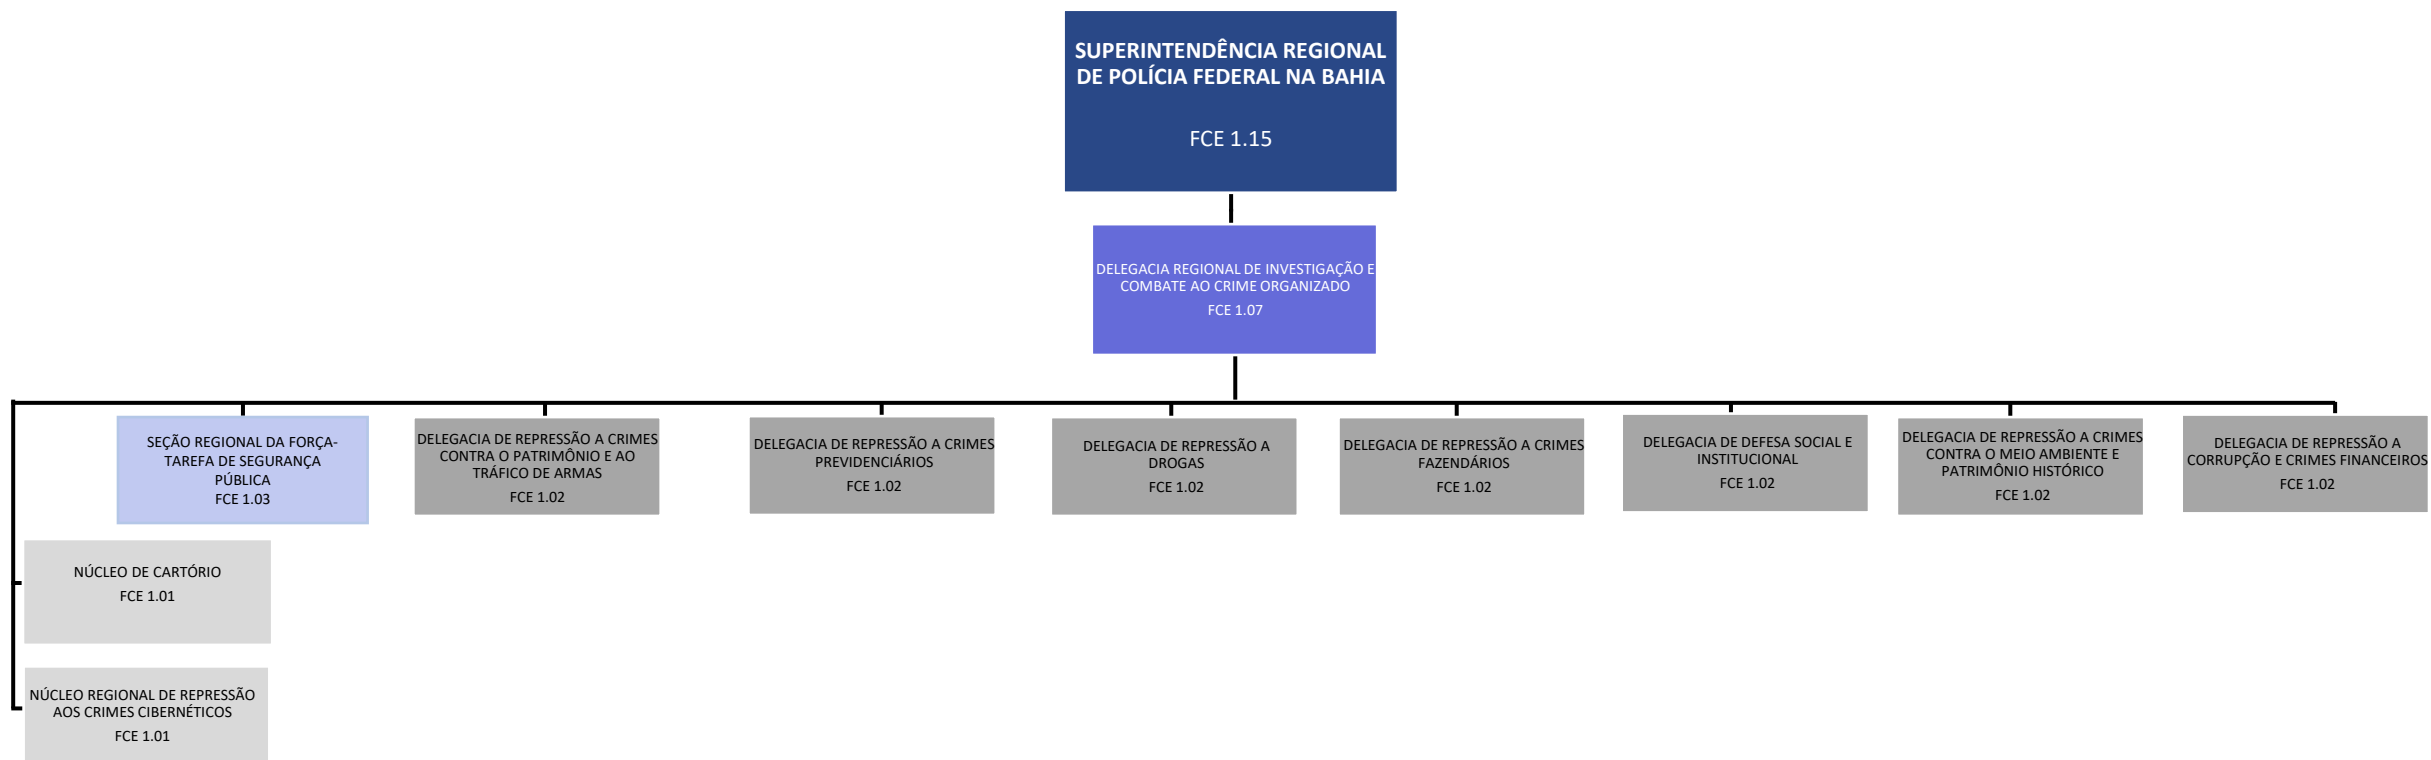 SUPERINTENDÊNCIA REGIONAL
DE POLÍCIA FEDERAL NA BAHIA
FCE 1.15
DELEGACIA REGIONAL DE INVESTIGAÇÃO E
COMBATE AO CRIME ORGANIZADO
FCE 1.07
SEÇÃO REGIONAL DA FORÇA-
TAREFA DE SEGURANÇA
PÚBLICA
FCE 1.03
DELEGACIA DE REPRESSÃO A CRIMES
CONTRA O PATRIMÔNIO E AO
TRÁFICO DE ARMAS
FCE 1.02
DELEGACIA DE REPRESSÃO A CRIMES
PREVIDENCIÁRIOS
FCE 1.02
DELEGACIA DE REPRESSÃO A
DROGAS
FCE 1.02
DELEGACIA DE REPRESSÃO A CRIMES
FAZENDÁRIOS
FCE 1.02
DELEGACIA DE DEFESA SOCIAL E
INSTITUCIONAL
FCE 1.02
DELEGACIA DE REPRESSÃO A CRIMES
CONTRA O MEIO AMBIENTE E
PATRIMÔNIO HISTÓRICO
FCE 1.02
DELEGACIA DE REPRESSÃO A
CORRUPÇÃO E CRIMES FINANCEIROS
FCE 1.02
NÚCLEO DE CARTÓRIO
FCE 1.01
NÚCLEO REGIONAL DE REPRESSÃO
AOS CRIMES CIBERNÉTICOS
FCE 1.01